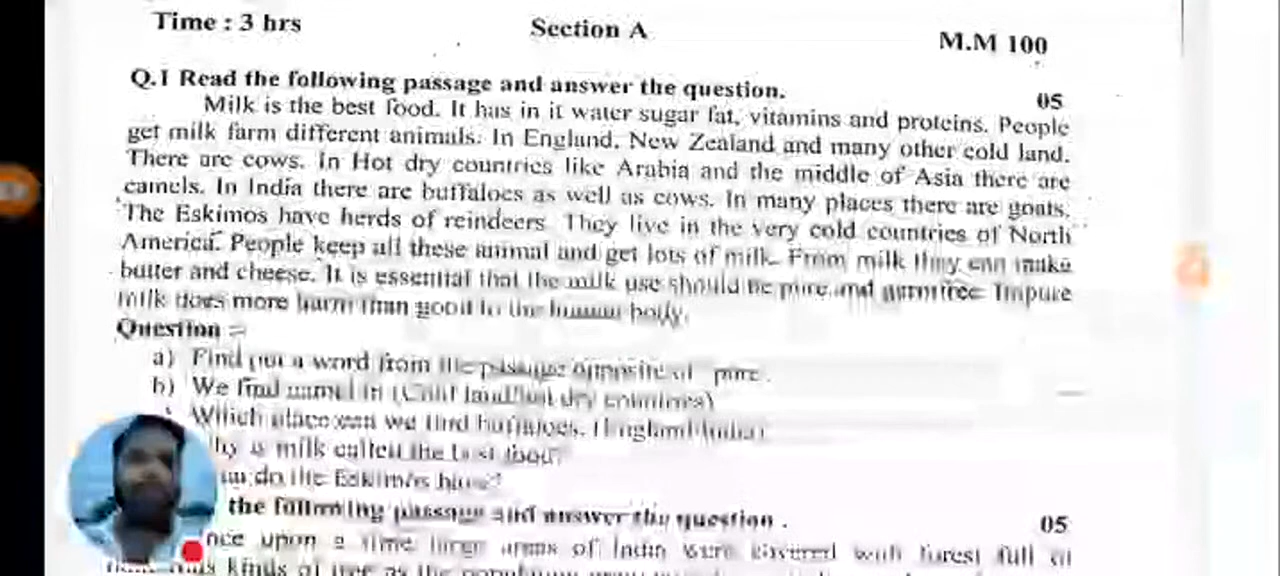 Time : 3 hrs Section A M.M 100
Q.1 Read the following passage and answer the question. 05
Milk is the best food. It has in it water sugar fat, vitamins and proteins. People
get milk farm different animals. In England, New Zealand and many other cold land.
There are cows. In Hot dry countries like Arabia and the middle of Asia there are
camels. In India there are buffaloes as well as cows. In many places there are goats.
The Eskimos have herds of reindeers They live in the very cold countries of North
America. People keep all these animal and get lots of milk. From milk they can make
butter and cheese. It is essential that the milk use should be pure and germfree Impure
milk does more harm than good to the human body.
Question :-
a) Find out a word from the passage opposite of pure.
b) We find camel in (Cold land/hot dry countries)
Which place can we find buffaloes. (England/India)
is milk called the best food?
do the Eskimos have?
the following passage and answer the question . 05
nce upon a time large areas of India were covered with forest full of
kinds of tree as the population